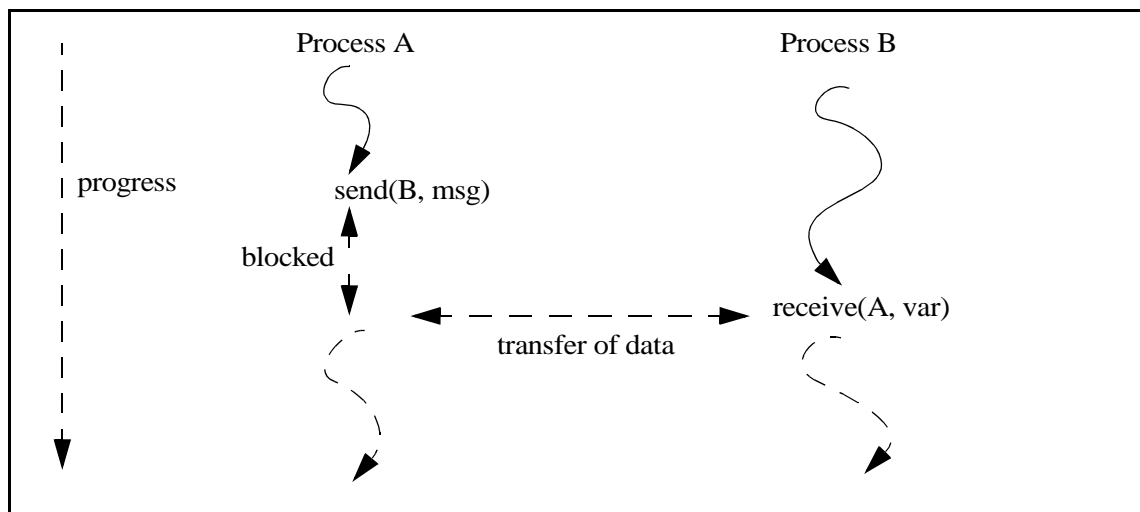 Process A
Process B
progress
send(B, msg)
blocked
receive(A, var)
transfer of data